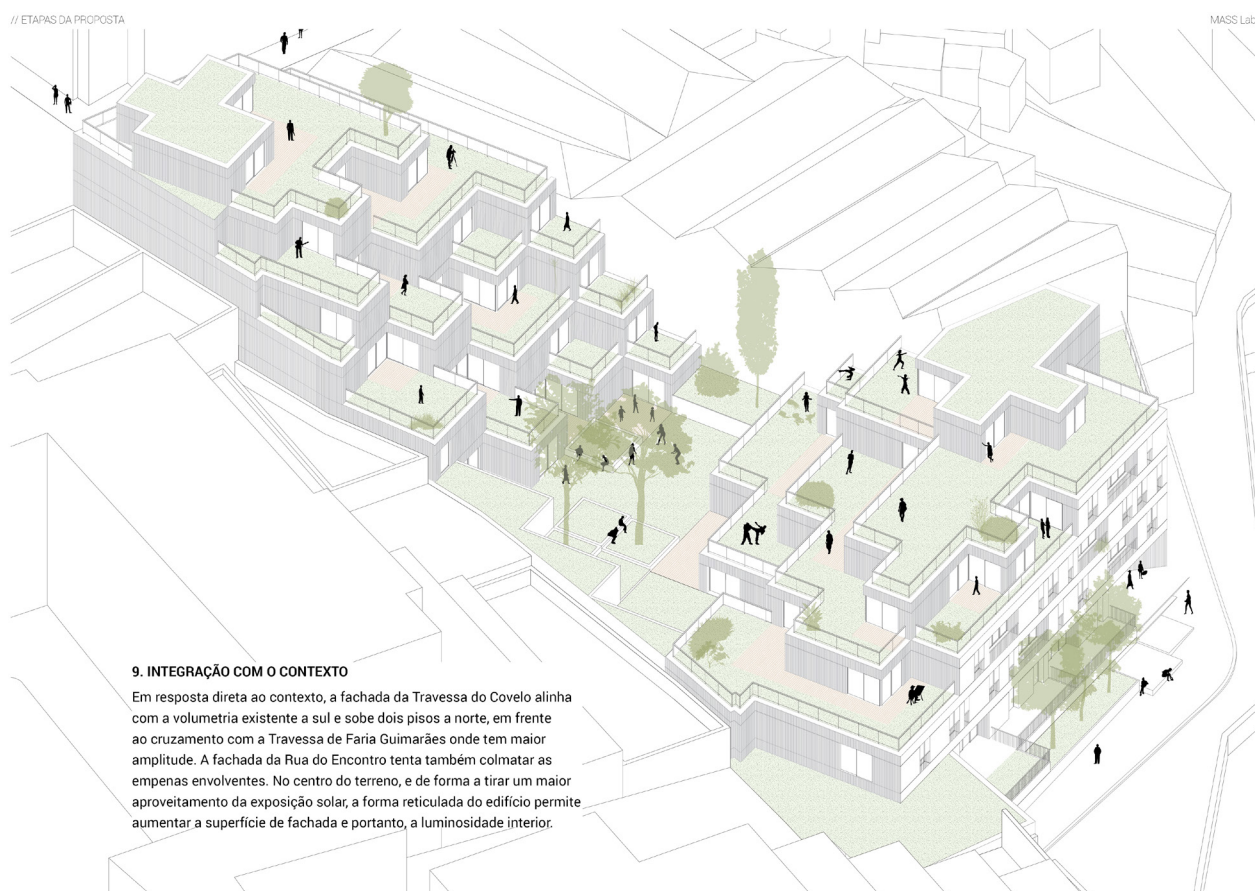 // ETAPAS DA PROPOSTA
MASS Lab
9. INTEGRAÇÃO COM O CONTEXTO
Em resposta direta ao contexto, a fachada da Travessa do Covelo alinha
com a volumetria existente a sul e sobe dois pisos a norte, em frente
ao cruzamento com a Travessa de Faria Guimarães onde tem maior
amplitude. A fachada da Rua do Encontro tenta também colmatar as
empenas envolventes. No centro do terreno, e de forma a tirar um maior
aproveitamento da exposição solar, a forma reticulada do edifício permite
aumentar a superfície de fachada e portanto, a luminosidade interior.